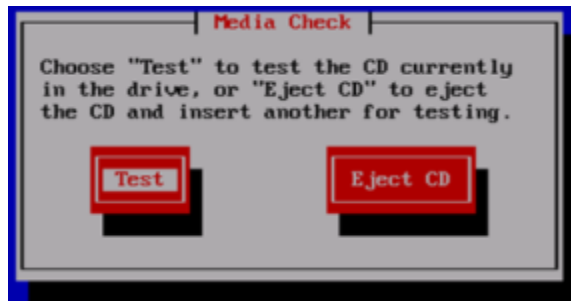 Media Check
Choose "Test" to test the CD currently
in the drive, or "Eject CD" to eject
the CD and insert another for testing.
Test
Eject CD